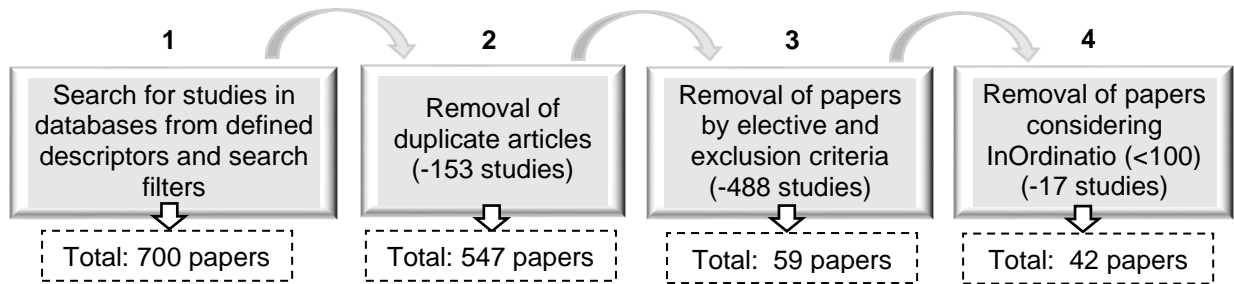 1
Search for studies in
databases from defined
descriptors and search
filters
Total: 700 papers
2
Removal of
duplicate articles
(-153 studies)
Total: 547 papers
3
Removal of papers
by elective and
exclusion criteria
(-488 studies)
Total: 59 papers
4
Removal of papers
considering
InOrdinatio (<100)
(-17 studies)
Total: 42 papers